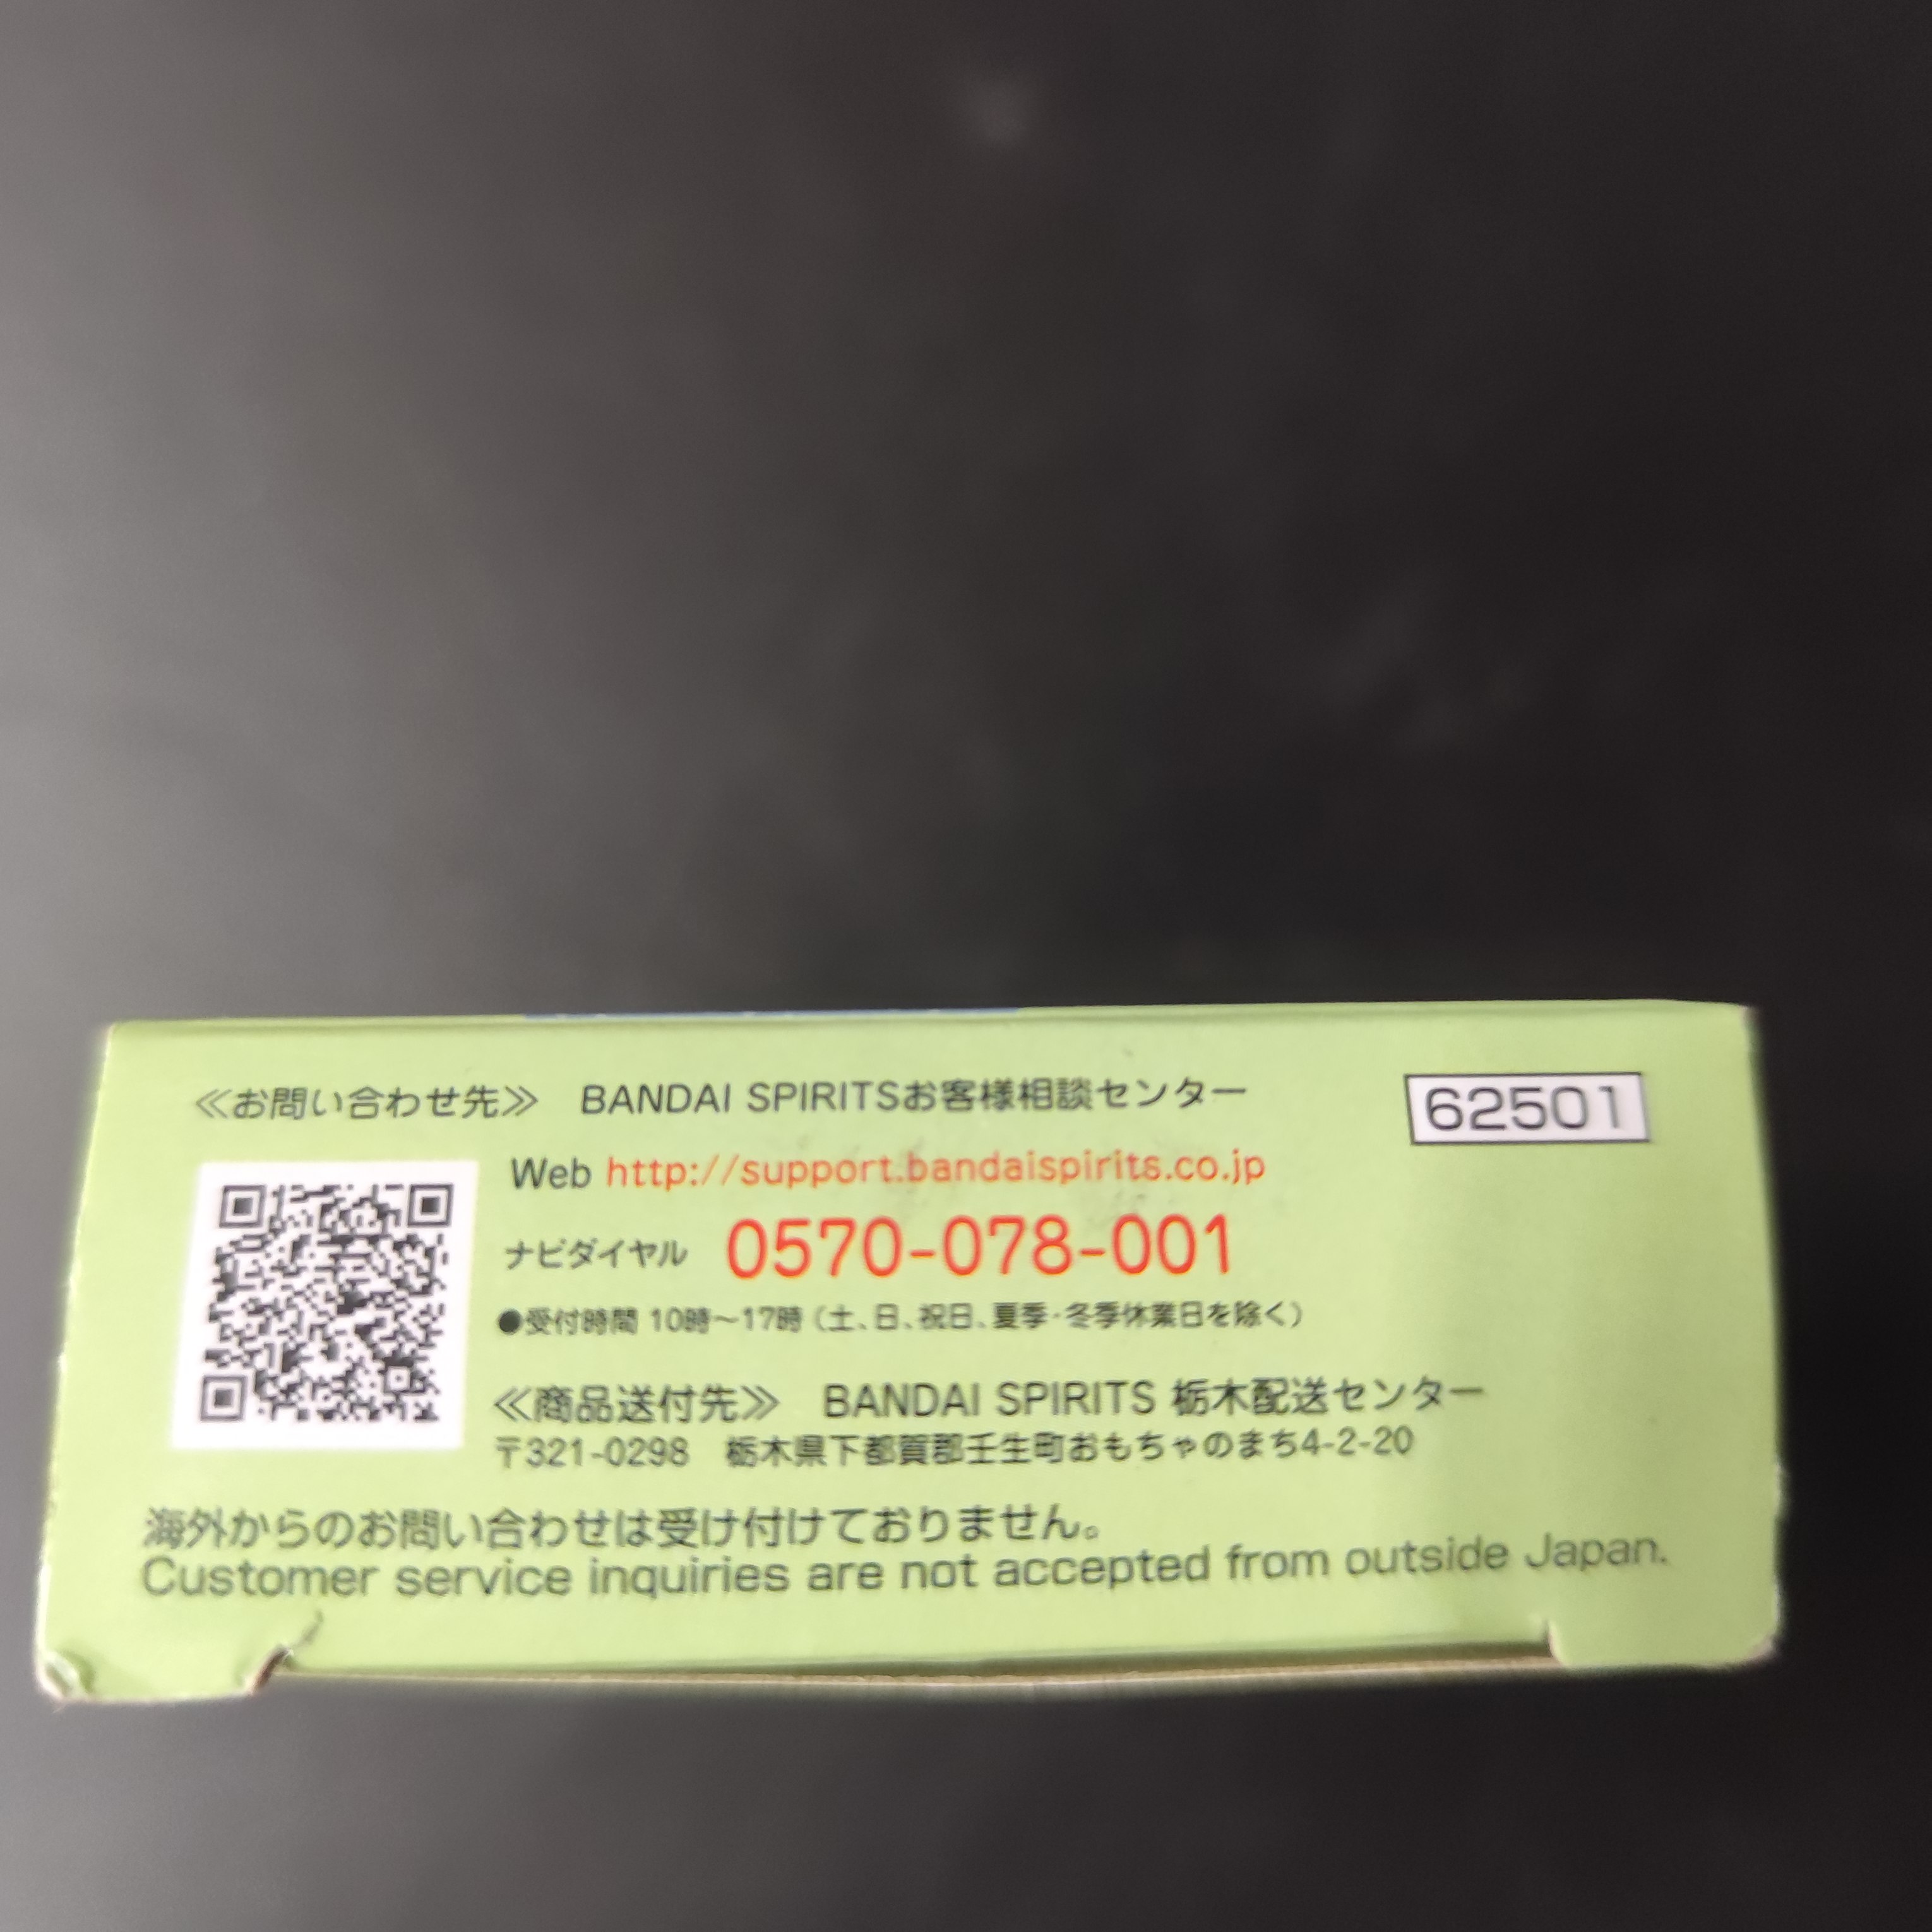 ≪お問い合わせ先≫ BANDAI SPIRITSお客様相談センター
62501
Web http://support.bandaispirits.co.jp
ナビダイヤル 0570-078-001
●受付時間 10時～17時（土、日、祝日、夏季・冬季休業日を除く）
≪商品送付先≫ BANDAI SPIRITS 栃木配送センター
〒321-0298 栃木県下都賀郡壬生町おもちゃのまち4-2-20
海外からのお問い合わせは受け付けておりません。
Customer service inquiries are not accepted from outside Japan.